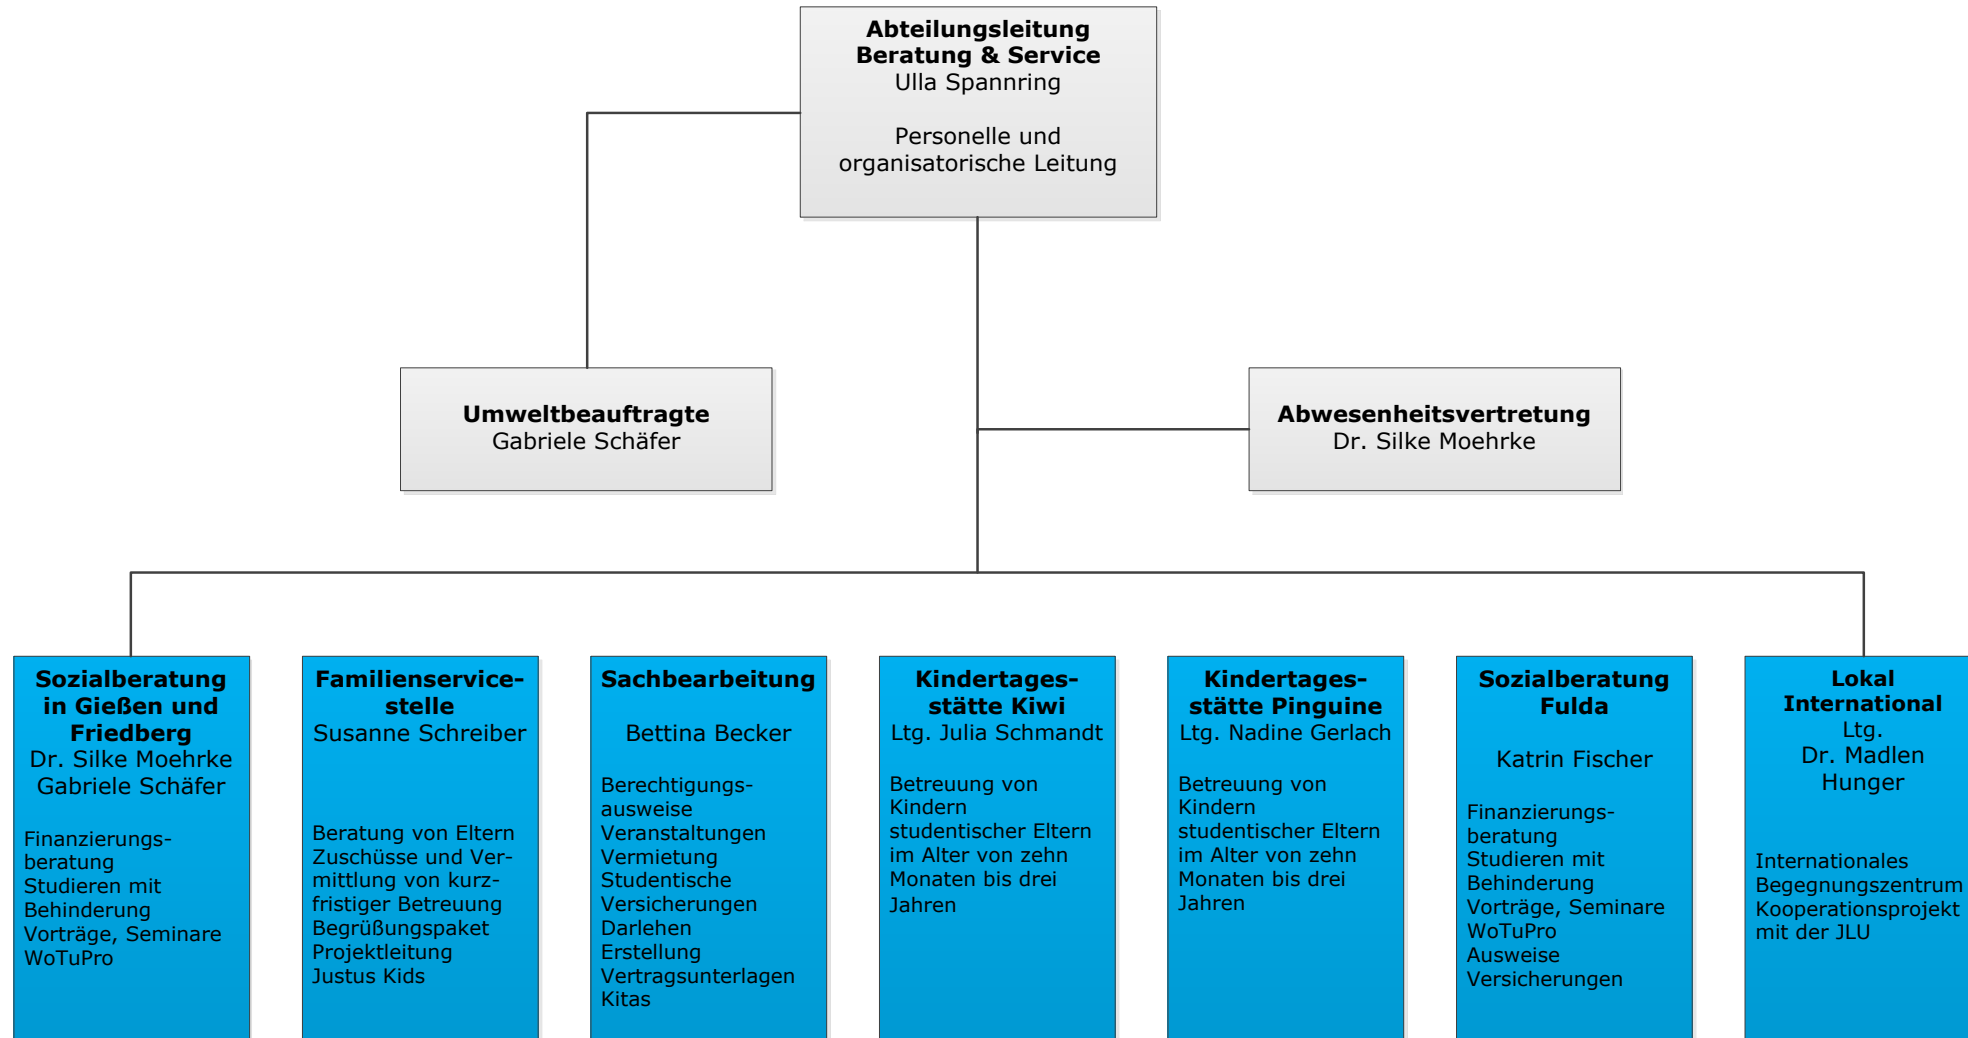 Abteilungsleitung
Beratung & Service
Ulla Spannring
Personelle und
organisatorische Leitung
Umweltbeauftragte
Gabriele Schäfer
Abwesenheitsvertretung
Dr. Silke Moehrke
Sozialberatung
in Gießen und
Friedberg
Dr. Silke Moehrke
Gabriele Schäfer
Finanzierungs-
beratung
Studieren mit
Behinderung
Vorträge, Seminare
WoTuPro
Familienservice-
stelle
Susanne Schreiber
Beratung von Eltern
Zuschüsse und Ver-
mittlung von kurz-
fristiger Betreuung
Begrüßungspaket
Projektleitung
Justus Kids
Sachbearbeitung
Bettina Becker
Berechtigungs-
ausweise
Veranstaltungen
Vermietung
Studentische
Versicherungen
Darlehen
Erstellung
Vertragsunterlagen
Kitas
Kindertages-
stätte Kiwi
Ltg. Julia Schmandt
Betreuung von
Kindern
studentischer Eltern
im Alter von zehn
Monaten bis drei
Jahren
Kindertages-
stätte Pinguine
Ltg. Nadine Gerlach
Betreuung von
Kindern
studentischer Eltern
im Alter von zehn
Monaten bis drei
Jahren
Sozialberatung
Fulda
Katrin Fischer
Finanzierungs-
beratung
Studieren mit
Behinderung
Vorträge, Seminare
WoTuPro
Ausweise
Versicherungen
Lokal
International
Ltg.
Dr. Madlen
Hunger
Internationales
Begegnungszentrum
Kooperationsprojekt
mit der JLU